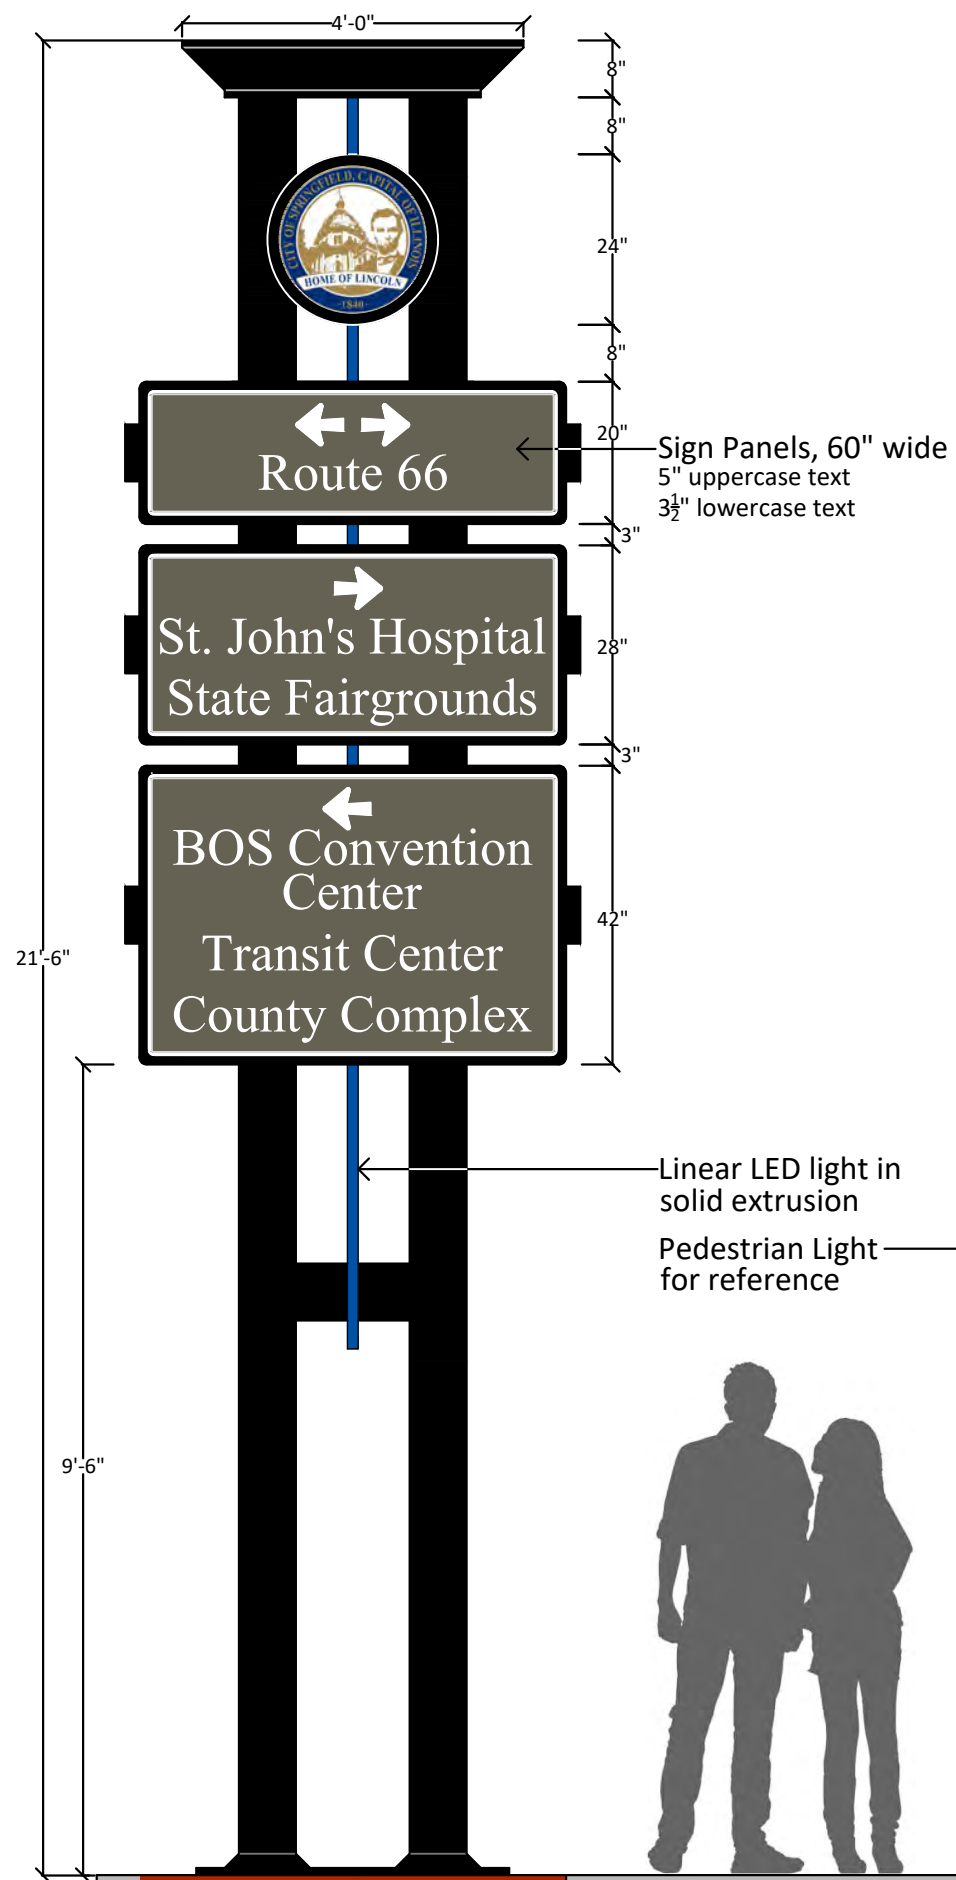 4'-0"
8"
8"
CITY OF SPRINGFIELD, CAPITAL OF ILLINOIS
HOME OF LINCOLN
1840
24"
8"
Route 66
20"
Sign Panels, 60" wide
5" uppercase text
3½" lowercase text
3"
St. John's Hospital
State Fairgrounds
28"
3"
BOS Convention
Center
Transit Center
County Complex
42"
21'-6"
Linear LED light in
solid extrusion
Pedestrian Light
for reference
9'-6"